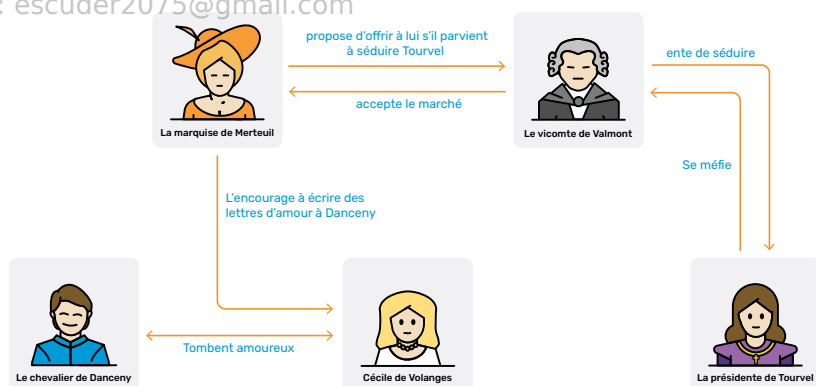 : escuder2075@gmail.com
propose d'offrir à lui s'il parvient
à séduire Tourvel
ente de séduire
accepte le marché
La marquise de Merteuil
Le vicomte de Valmont
Se méfie
L'encourage à écrire des
lettres d'amour à Danceny
Tombent amoureux
Le chevalier de Danceny
Cécile de Volanges
La présidente de Tourvel